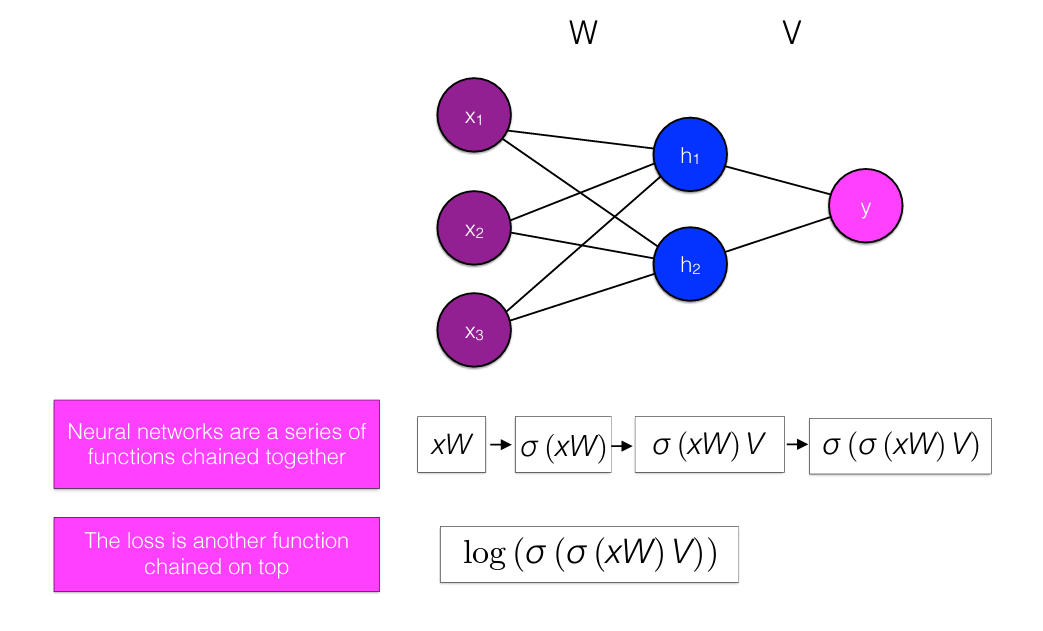 W V
x₁
h₁
x₂
y
h₂
x₃
Neural networks are a series of
functions chained together
xW → σ (xW) → σ (xW) V → σ (σ (xW) V)
The loss is another function
chained on top
log (σ (σ (xW) V))